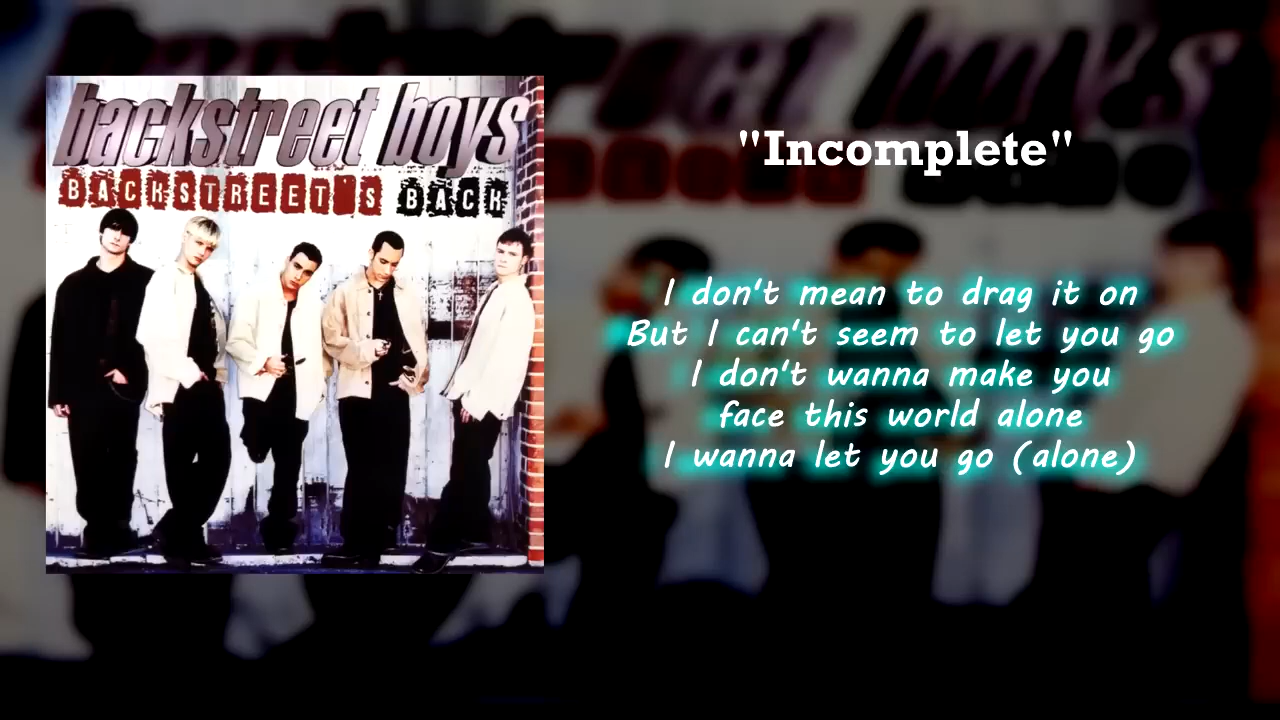 backstreet boys
BACKSTREET'S BACK
"Incomplete"
I don't mean to drag it on
But I can't seem to let you go
I don't wanna make you
face this world alone
I wanna let you go (alone)